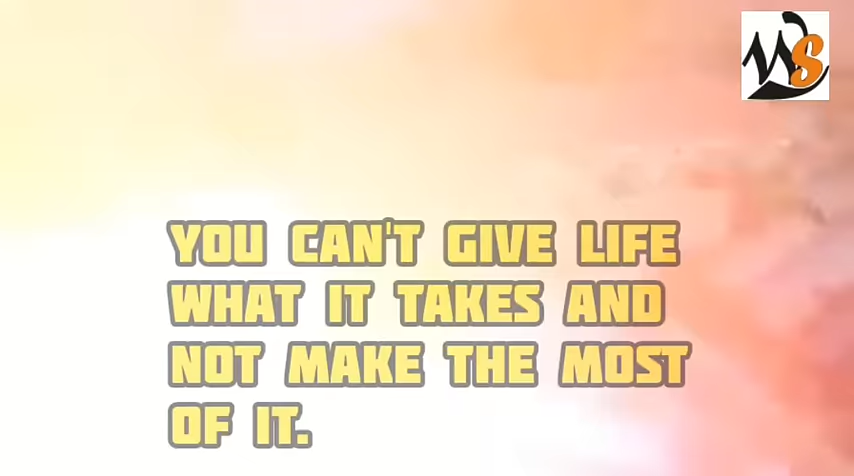 YOU CAN'T GIVE LIFE
WHAT IT TAKES AND
NOT MAKE THE MOST
OF IT.